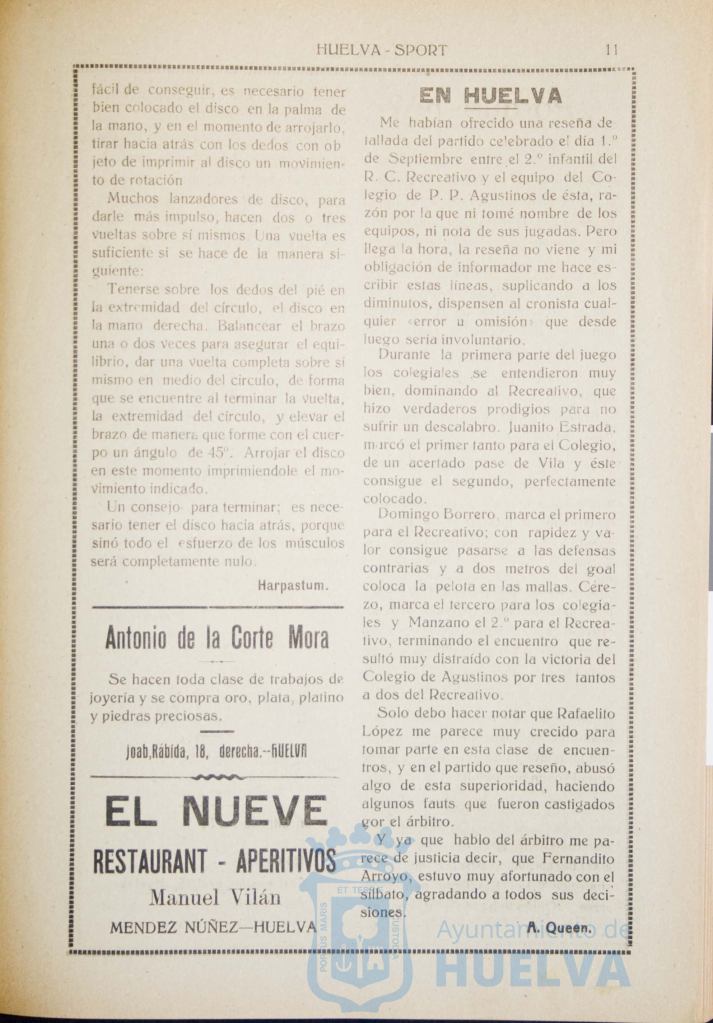 HUELVA - SPORT
11
fácil de conseguir, es necesario tener
bien colocado el disco en la palma de
la mano, y en el momento de arrojarlo,
tirar hacia atrás con los dedos con ob
jeto de imprimir al disco un movimien-
to de rotación
Muchos lanzadores de disco, para
darle más impulso, hacen dos o tres
vueltas sobre sí mismos Una vuelta es
suficiente si se hace de la manera si-
guiente:
Tenerse sobre los dedos del pié en
la extremidad del círculo, el disco en
la mano derecha. Balancear el brazo
una o dos veces para asegurar el equi-
librio, dar una vuelta completa sobre sí
mismo en medio del círculo, de forma
que se encuentre al terminar la vuelta,
la extremidad del círculo, y elevar el
brazo de manera que forme con el cuer-
po un ángulo de 45º. Arrojar el disco
en este momento imprimiendole el mo-
vimiento indicado.
Un consejo para terminar; es nece-
sario tener el disco hacia atrás, porque
sinó todo el esfuerzo de los músculos
será completamente nulo.
Harpastum.
Antonio de la Corte Mora
Se hacen toda clase de trabajos de
joyería y se compra oro, plata, platino
y piedras preciosas.
joab, Rábida, 18, derecha.--HUELVA
EL NUEVE
RESTAURANT - APERITIVOS
Manuel Vilán
MENDEZ NÚÑEZ—HUELVA
EN HUELVA
Me habían ofrecido una reseña de
tallada del partido celebrado el día 1.º
de Septiembre entre el 2.º infantil del
R. C. Recreativo y el equipo del Co-
legio de P. P. Agustinos de ésta, ra-
zón por la que ni tomé nombre de los
equipos, ni nota de sus jugadas. Pero
llega la hora, la reseña no viene y mi
obligación de informador me hace es-
cribir estas líneas, suplicando a los
diminutos, dispensen al cronista cual-
quier «error u omisión» que desde
luego sería involuntario.
Durante la primera parte del juego
los colegiales se entendieron muy
bien, dominando al Recreativo, que
hizo verdaderos prodigios para no
sufrir un descalabro. Juanito Estrada,
marcó el primer tanto para el Colegio,
de un acertado pase de Vila y éste
consigue el segundo, perfectamente
colocado.
Domingo Borrero, marca el primero
para el Recreativo; con rapidez y va-
lor consigue pasarse a las defensas
contrarias y a dos metros del goal
coloca la pelota en las mallas. Cére-
zo, marca el tercero para los colegia-
les y Manzano el 2.º para el Recrea-
tivo, terminando el encuentro que re-
sultó muy distraído con la victoria del
Colegio de Agustinos por tres tantos
a dos del Recreativo.
Solo debo hacer notar que Rafaelito
López me parece muy crecido para
tomar parte en esta clase de encuen-
tros, y en el partido que reseño, abusó
algo de esta superioridad, haciendo
algunos fauts que fueron castigados
gor el árbitro.
Y ya que hablo del árbitro me pa-
rece de justicia decir, que Fernandito
Arroyo, estuvo muy afortunado con el
silbato, agradando a todos sus deci-
siones.
A. Queen.
PORTUS MARIS ET TERRE CUSTODIA
Ayuntamiento de
HUELVA